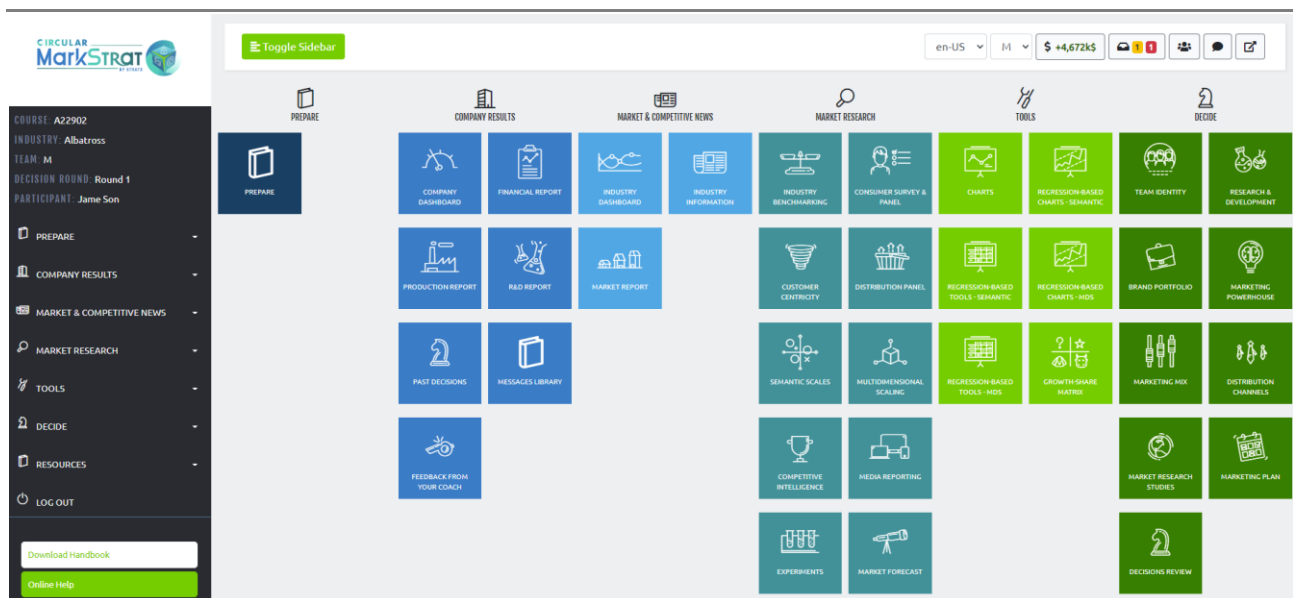 CIRCULAR
MarkStrat
BY STRATX
Toggle Sidebar
en-US
M
$ +4,672k$
1 1
COURSE: A22902
INDUSTRY: Albatross
TEAM: M
DECISION ROUND: Round 1
PARTICIPANT: Jame Son
PREPARE
COMPANY RESULTS
MARKET & COMPETITIVE NEWS
MARKET RESEARCH
TOOLS
DECIDE
RESOURCES
LOG OUT
Download Handbook
Online Help
PREPARE
COMPANY RESULTS
MARKET & COMPETITIVE NEWS
MARKET RESEARCH
TOOLS
DECIDE
PREPARE
COMPANY
DASHBOARD
FINANCIAL REPORT
INDUSTRY
DASHBOARD
INDUSTRY
INFORMATION
INDUSTRY
BENCHMARKING
CONSUMER SURVEY &
PANEL
CHARTS
REGRESSION-BASED
CHARTS - SEMANTIC
TEAM IDENTITY
RESEARCH &
DEVELOPMENT
PRODUCTION REPORT
R&D REPORT
MARKET REPORT
CUSTOMER
CENTRICITY
DISTRIBUTION PANEL
REGRESSION-BASED
TOOLS - SEMANTIC
REGRESSION-BASED
CHARTS - MDS
BRAND PORTFOLIO
MARKETING
POWERHOUSE
PAST DECISIONS
MESSAGES LIBRARY
SEMANTIC SCALES
MULTIDIMENSIONAL
SCALING
REGRESSION-BASED
TOOLS - MDS
GROWTH-SHARE
MATRIX
MARKETING MIX
DISTRIBUTION
CHANNELS
FEEDBACK FROM
YOUR COACH
COMPETITIVE
INTELLIGENCE
MEDIA REPORTING
MARKET RESEARCH
STUDIES
MARKETING PLAN
EXPERIMENTS
MARKET FORECAST
DECISIONS REVIEW